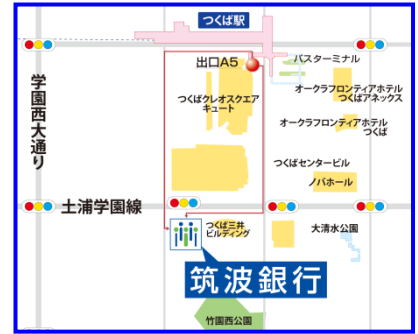 つくば駅
出口A5
バスターミナル
つくばクレオスクエア
キュート
オークラフロンティアホテル
つくばアネックス
オークラフロンティアホテル
つくば
学園西大通り
つくばセンタービル
ノバホール
土浦学園線
つくば三井
ビルディング
大清水公園
筑波銀行
竹園西公園